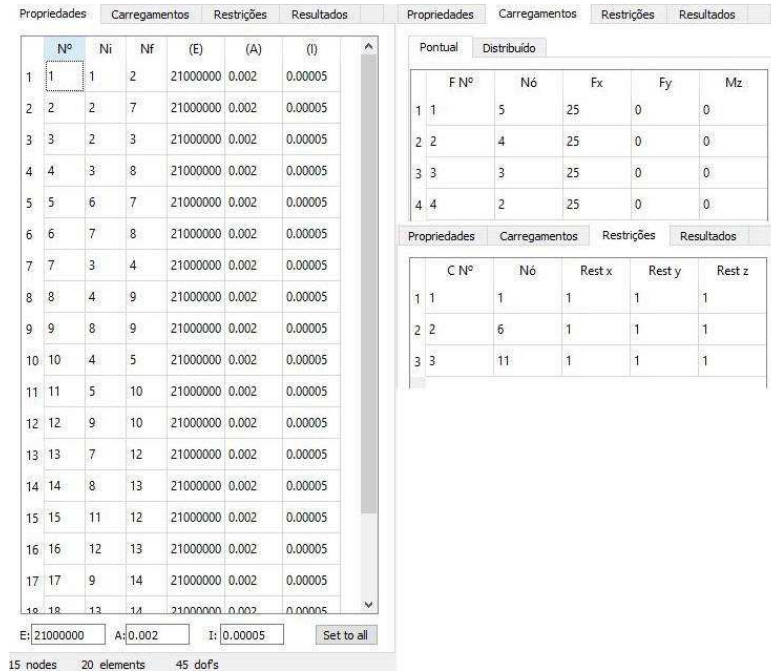 Propriedades Carregamentos Restrições Resultados
Nº Ni Nf (E) (A) (I)
1 1 1 2 21000000 0.002 0.00005
2 2 2 7 21000000 0.002 0.00005
3 3 2 3 21000000 0.002 0.00005
4 4 3 8 21000000 0.002 0.00005
5 5 6 7 21000000 0.002 0.00005
6 6 7 8 21000000 0.002 0.00005
7 7 3 4 21000000 0.002 0.00005
8 8 4 9 21000000 0.002 0.00005
9 9 8 9 21000000 0.002 0.00005
10 10 4 5 21000000 0.002 0.00005
11 11 5 10 21000000 0.002 0.00005
12 12 9 10 21000000 0.002 0.00005
13 13 7 12 21000000 0.002 0.00005
14 14 8 13 21000000 0.002 0.00005
15 15 11 12 21000000 0.002 0.00005
16 16 12 13 21000000 0.002 0.00005
17 17 9 14 21000000 0.002 0.00005
18 18 13 14 21000000 0.002 0.00005
E: 21000000 A: 0.002 I: 0.00005 Set to all
15 nodes 20 elements 45 dof's
Propriedades Carregamentos Restrições Resultados
Pontual Distribuído
F Nº Nó Fx Fy Mz
1 1 5 25 0 0
2 2 4 25 0 0
3 3 3 25 0 0
4 4 2 25 0 0
Propriedades Carregamentos Restrições Resultados
C Nº Nó Rest x Rest y Rest z
1 1 1 1 1 1
2 2 6 1 1 1
3 3 11 1 1 1